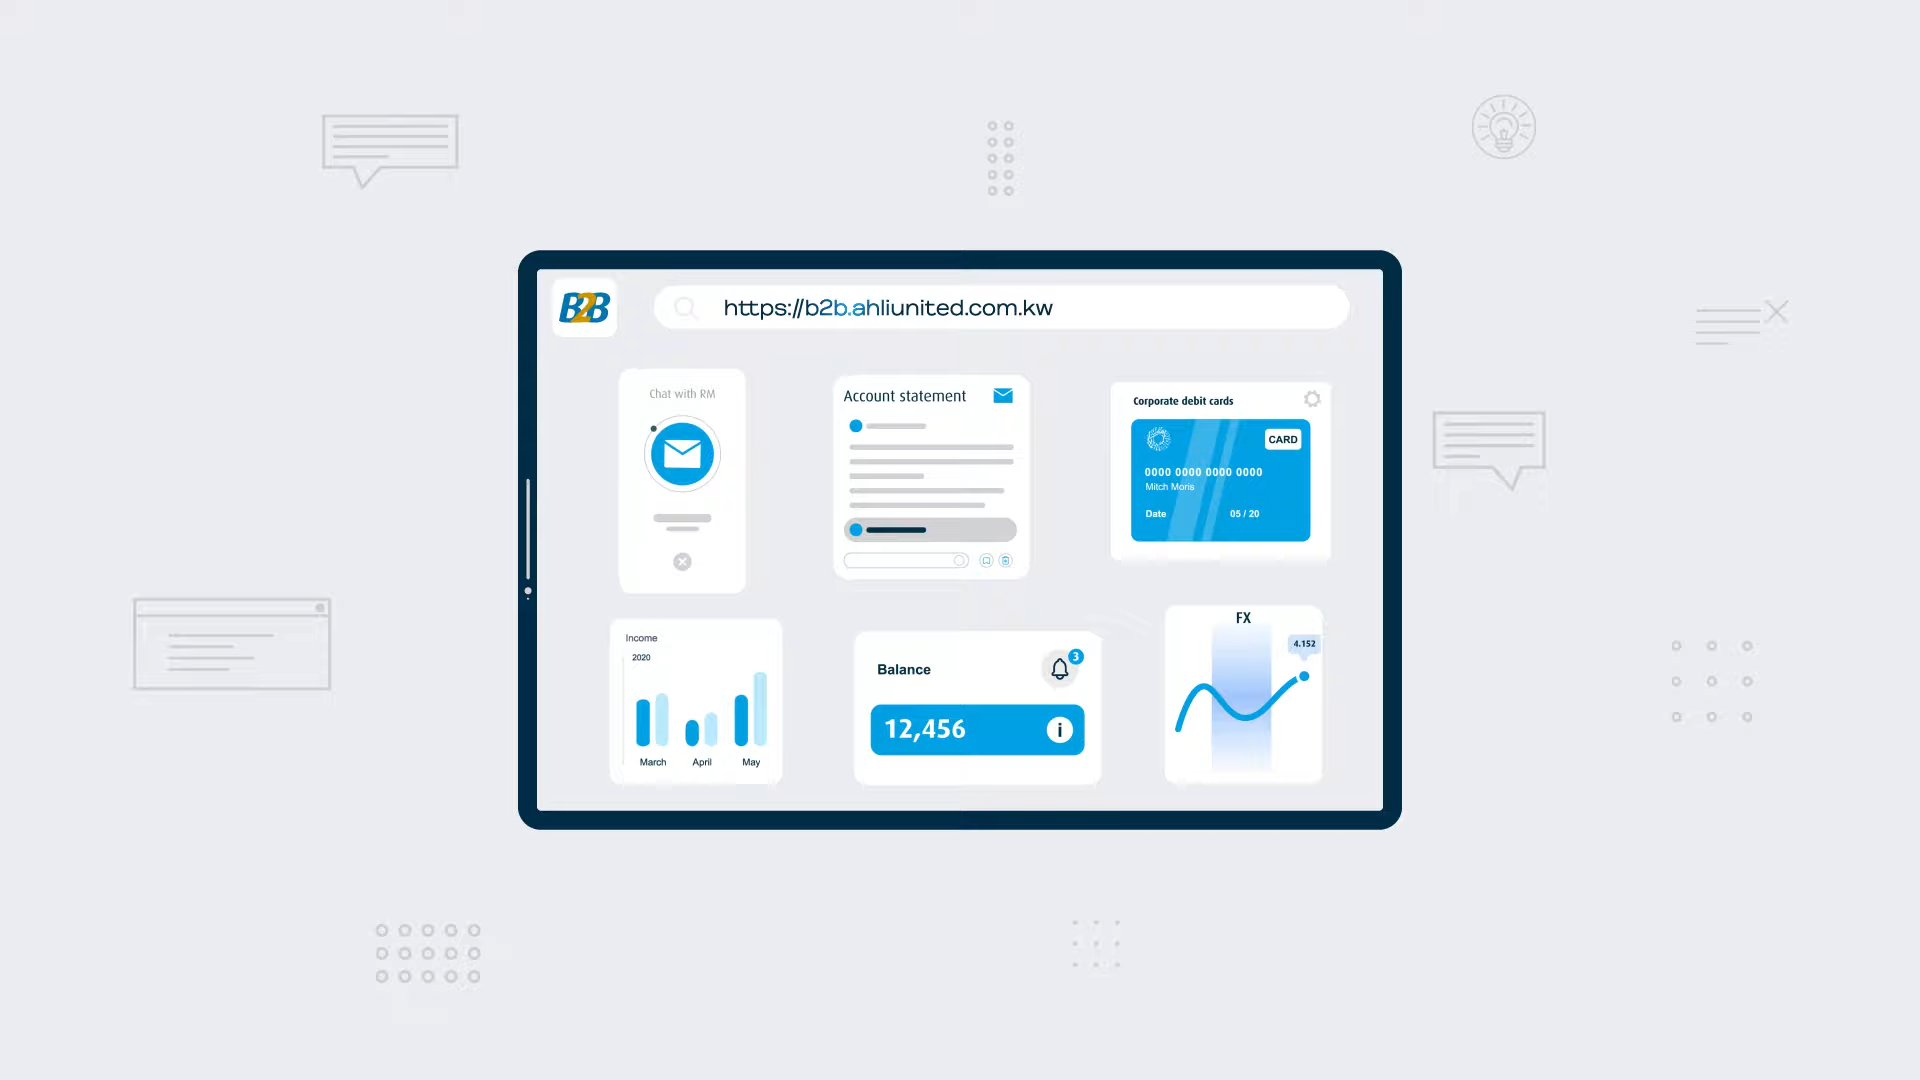 B2B
https://b2b.ahliunited.com.kw
Chat with RM
Account statement
Corporate debit cards
CARD
0000 0000 0000 0000
Mitch Moris
Date 05 / 20
Income
2020
March April May
Balance
3
12,456
i
FX
4.152